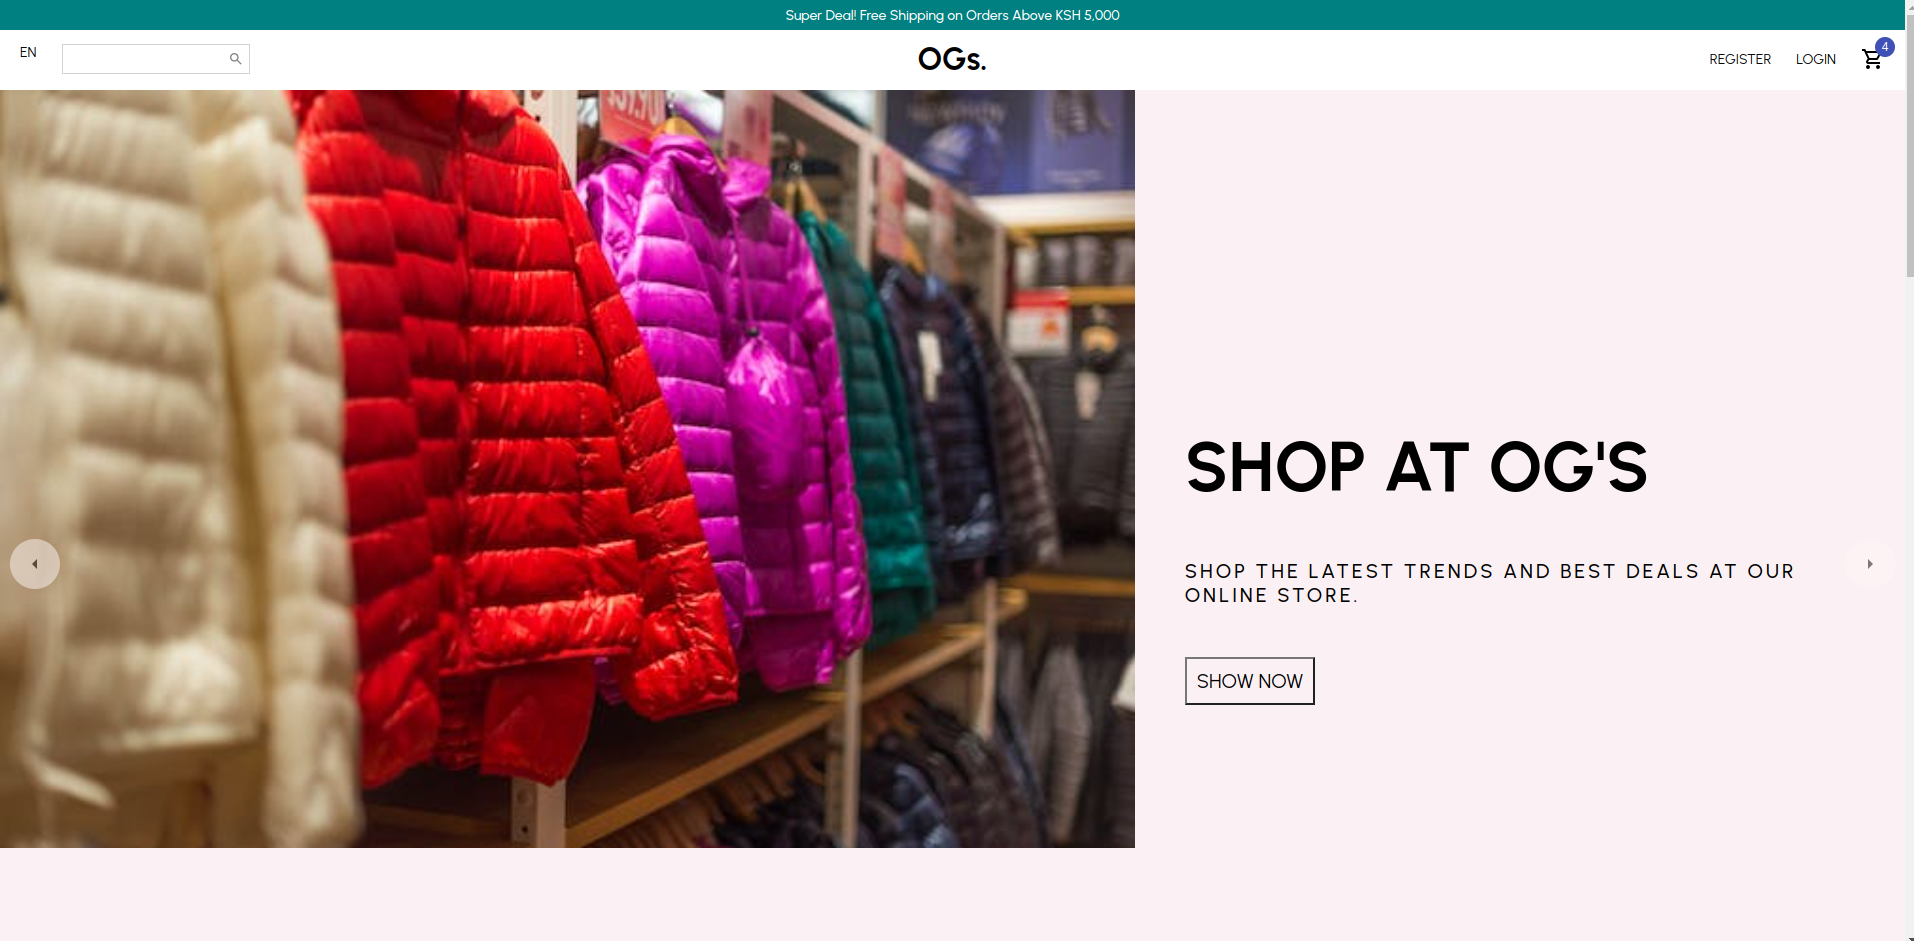 Super Deal! Free Shipping on Orders Above KSH 5,000
EN
OGs.
REGISTER
LOGIN
4
SHOP AT OG'S
SHOP THE LATEST TRENDS AND BEST DEALS AT OUR
ONLINE STORE.
SHOW NOW